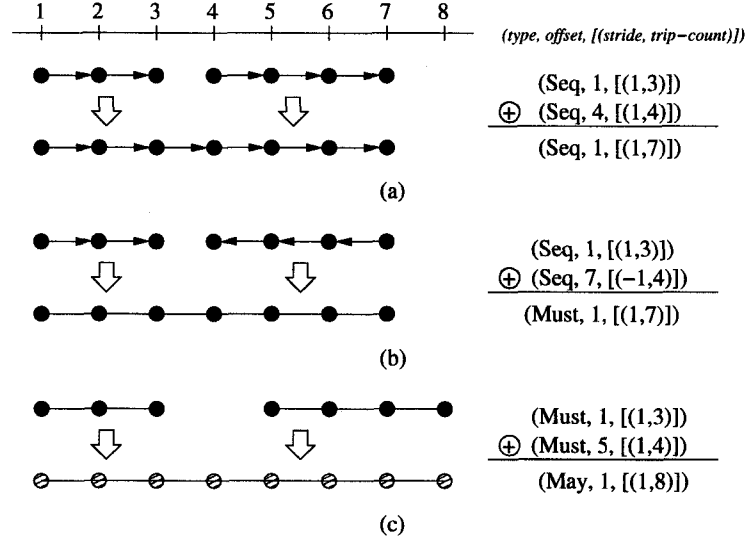 1 2 3 4 5 6 7 8
(type, offset, [(stride, trip−count)])
(Seq, 1, [(1,3)])
⊕ (Seq, 4, [(1,4)])
(Seq, 1, [(1,7)])
(a)
(Seq, 1, [(1,3)])
⊕ (Seq, 7, [(−1,4)])
(Must, 1, [(1,7)])
(b)
(Must, 1, [(1,3)])
⊕ (Must, 5, [(1,4)])
(May, 1, [(1,8)])
(c)